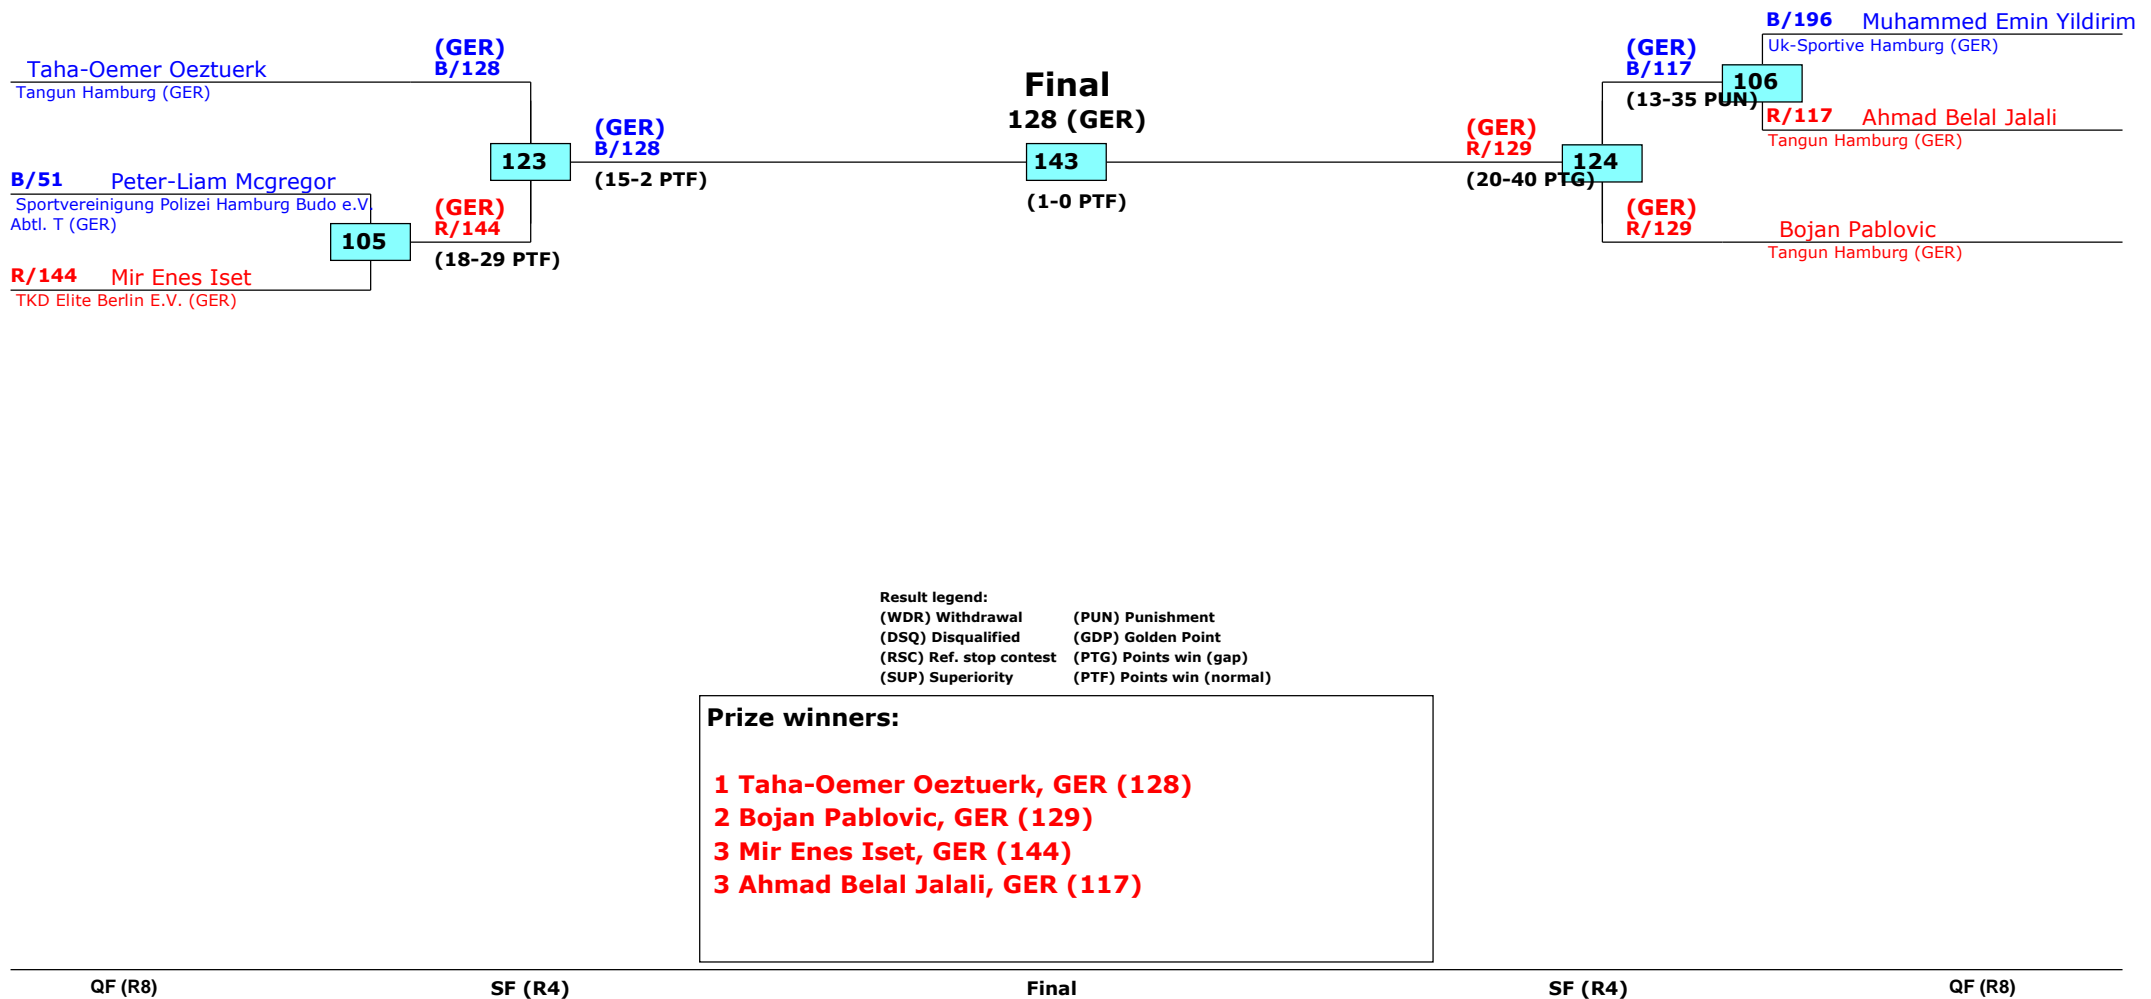 Taha-Oemer Oeztuerk
Tangun Hamburg (GER)
(GER)
B/128
B/51 Peter-Liam Mcgregor
Sportvereinigung Polizei Hamburg Budo e.V.
Abtl. T (GER)
105
R/144 Mir Enes Iset
TKD Elite Berlin E.V. (GER)
(GER)
R/144
(18-29 PTF)
123
(GER)
B/128
(15-2 PTF)
Final
128 (GER)
143
(1-0 PTF)
(GER)
R/129
(20-40 PTG)
124
(GER)
B/117
(13-35 PUN)
106
B/196 Muhammed Emin Yildirim
Uk-Sportive Hamburg (GER)
R/117 Ahmad Belal Jalali
Tangun Hamburg (GER)
(GER)
R/129
Bojan Pablovic
Tangun Hamburg (GER)
Result legend:
(WDR) Withdrawal (PUN) Punishment
(DSQ) Disqualified (GDP) Golden Point
(RSC) Ref. stop contest (PTG) Points win (gap)
(SUP) Superiority (PTF) Points win (normal)
Prize winners:
1 Taha-Oemer Oeztuerk, GER (128)
2 Bojan Pablovic, GER (129)
3 Mir Enes Iset, GER (144)
3 Ahmad Belal Jalali, GER (117)
QF (R8) SF (R4) Final SF (R4) QF (R8)